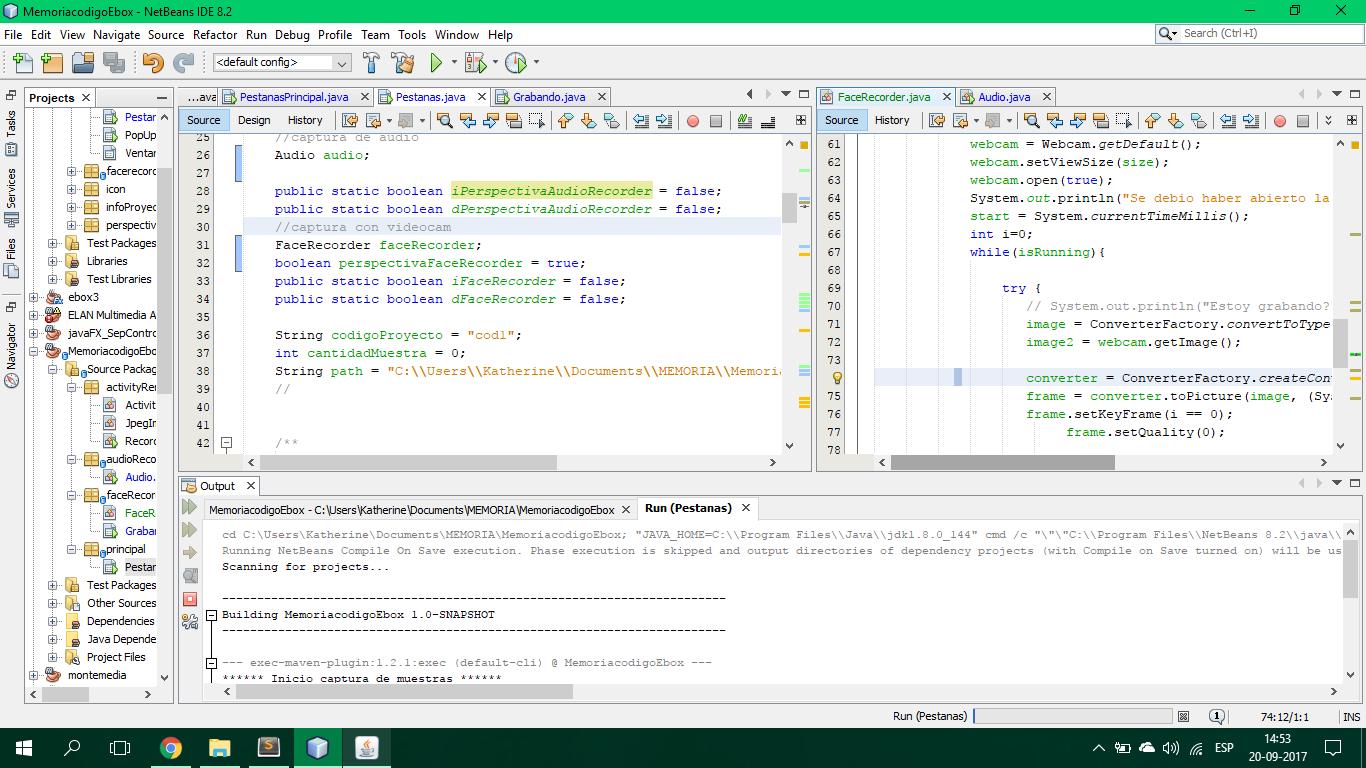 MemoriacodigoEbox - NetBeans IDE 8.2
File Edit View Navigate Source Refactor Run Debug Profile Team Tools Window Help
Search (Ctrl+I)
<default config>
Tasks
Services
Files
Navigator
Projects
Pestar
PopUp
Ventar
facerecord
icon
infoProyec
perspectiv
Test Packages
Libraries
Test Libraries
ebox3
ELAN Multimedia A
javaFX_SepContro
MemoriacodigoEbo
Source Packag
activityRe
Activit
JpegIn
Record
audioReco
Audio.
faceRecor
FaceR
Graba
principal
Pestar
Test Packages
Other Sources
Dependencies
Java Depende
Project Files
montemedia
...ava PestanasPrincipal.java Pestanas.java Grabando.java
Source Design History
25 //captura de audio
26 Audio audio;
27
28 public static boolean iPerspectivaAudioRecorder = false;
29 public static boolean dPerspectivaAudioRecorder = false;
30 //captura con videocam
31 FaceRecorder faceRecorder;
32 boolean perspectivaFaceRecorder = true;
33 public static boolean iFaceRecorder = false;
34 public static boolean dFaceRecorder = false;
35
36 String codigoProyecto = "cod1";
37 int cantidadMuestra = 0;
38 String path = "C:\\Users\\Katherine\\Documents\\MEMORIA\\Memoria
39 //
40
41
42 /**
FaceRecorder.java Audio.java
Source History
61 webcam = Webcam.getDefault();
62 webcam.setViewSize(size);
63 webcam.open(true);
64 System.out.println("Se debio haber abierto la
65 start = System.currentTimeMillis();
66 int i=0;
67 while(isRunning){
68
69 try {
70 // System.out.println("Estoy grabando?
71 image = ConverterFactory.convertToType
72 image2 = webcam.getImage();
73
converter = ConverterFactory.createCon
75 frame = converter.toPicture(image, (Sy
76 frame.setKeyFrame(i == 0);
77 frame.setQuality(0);
78
Output
MemoriacodigoEbox - C:\Users\Katherine\Documents\MEMORIA\MemoriacodigoEbox Run (Pestanas)
cd C:\Users\Katherine\Documents\MEMORIA\MemoriacodigoEbox; "JAVA_HOME=C:\\Program Files\\Java\\jdk1.8.0_144" cmd /c "\"\"C:\\Program Files\\NetBeans 8.2\\java\\
Running NetBeans Compile On Save execution. Phase execution is skipped and output directories of dependency projects (with Compile on Save turned on) will be us
Scanning for projects...
------------------------------------------------------------------------
Building MemoriacodigoEbox 1.0-SNAPSHOT
------------------------------------------------------------------------
--- exec-maven-plugin:1.2.1:exec (default-cli) @ MemoriacodigoEbox ---
****** Inicio captura de muestras ******
Run (Pestanas) 1 74:12/1:1 INS
ESP
14:53
20-09-2017